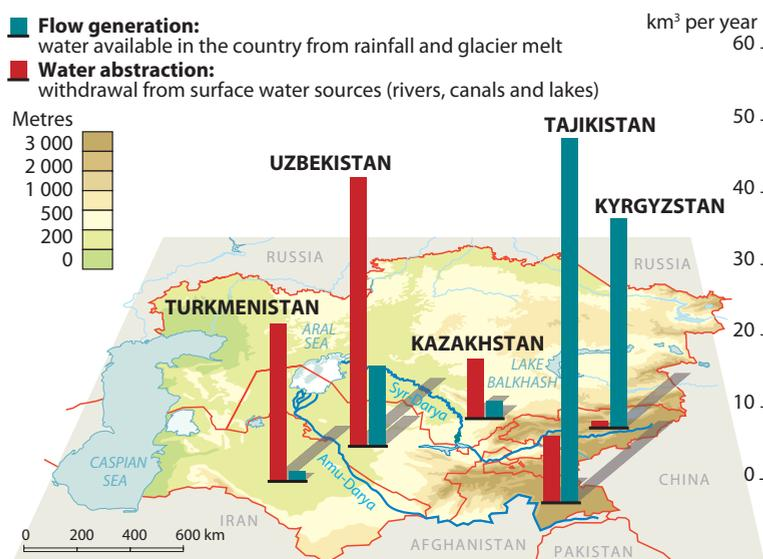 Flow generation:
water available in the country from rainfall and glacier melt
Water abstraction:
withdrawal from surface water sources (rivers, canals and lakes)
km³ per year
60
50
40
30
20
10
0
Metres
3 000
2 000
1 000
500
200
0
TAJIKISTAN
UZBEKISTAN
KYRGYZSTAN
RUSSIA
RUSSIA
TURKMENISTAN
ARAL
SEA
KAZAKHSTAN
LAKE
BALKHASH
Syr-Darya
CASPIAN
SEA
Amu-Darya
CHINA
IRAN
AFGHANISTAN
PAKISTAN
0 200 400 600 km